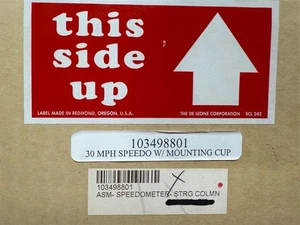 this
side
up
LABEL MADE IN REDMOND, OREGON, U.S.A. THE DE LEONE CORPORATION SCL 242
103498801
30 MPH SPEEDO W/ MOUNTING CUP
103498801
ASM- SPEEDOMETER- STRG COLMN